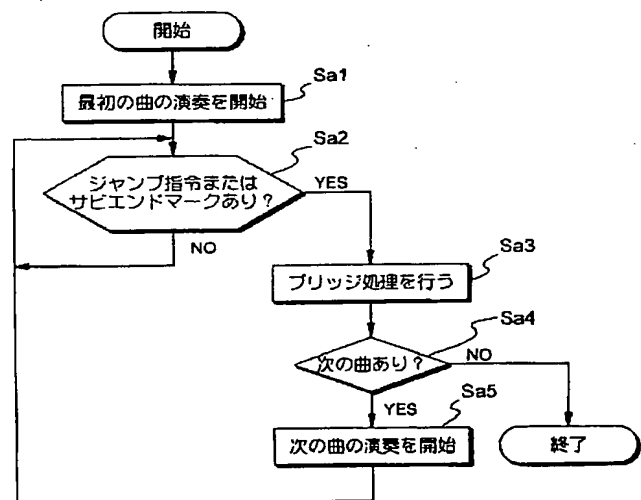 開始
Sa1
最初の曲の演奏を開始
Sa2
ジャンプ指令または
サビエンドマークあり？
YES
NO
Sa3
ブリッジ処理を行う
Sa4
次の曲あり？
NO
YES
Sa5
次の曲の演奏を開始
終了